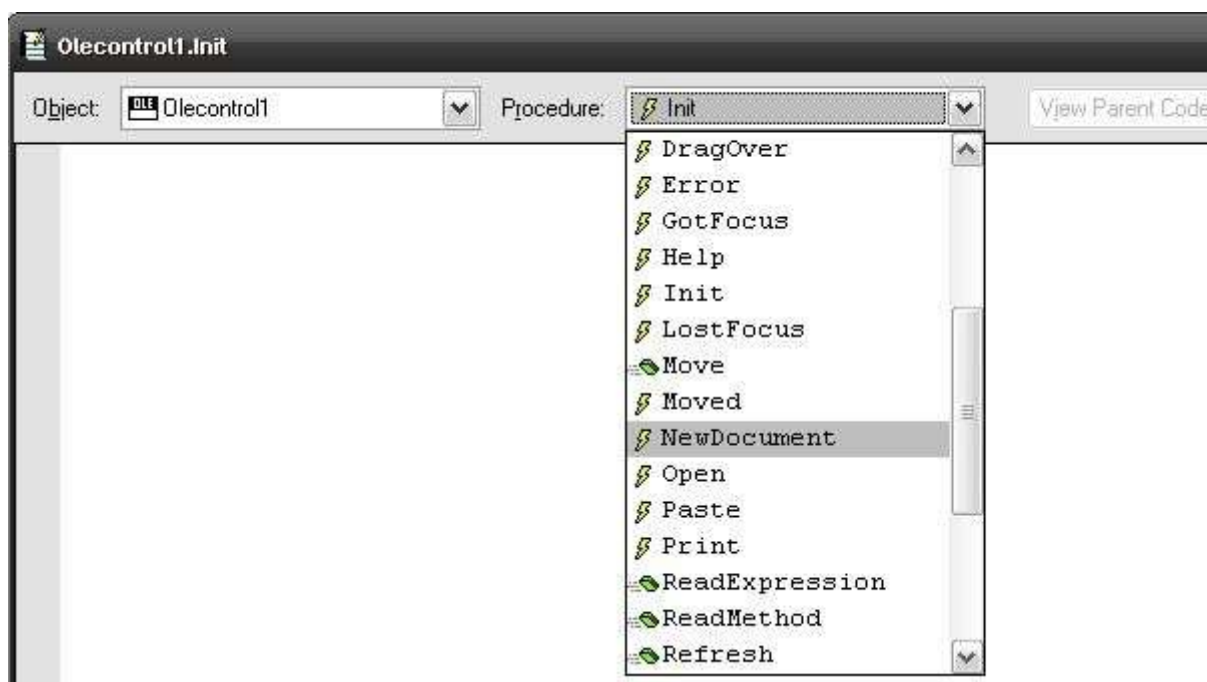 Olecontrol1.Init
Object: OLE Olecontrol1 Procedure: Init View Parent Code
DragOver
Error
GotFocus
Help
Init
LostFocus
Move
Moved
NewDocument
Open
Paste
Print
ReadExpression
ReadMethod
Refresh